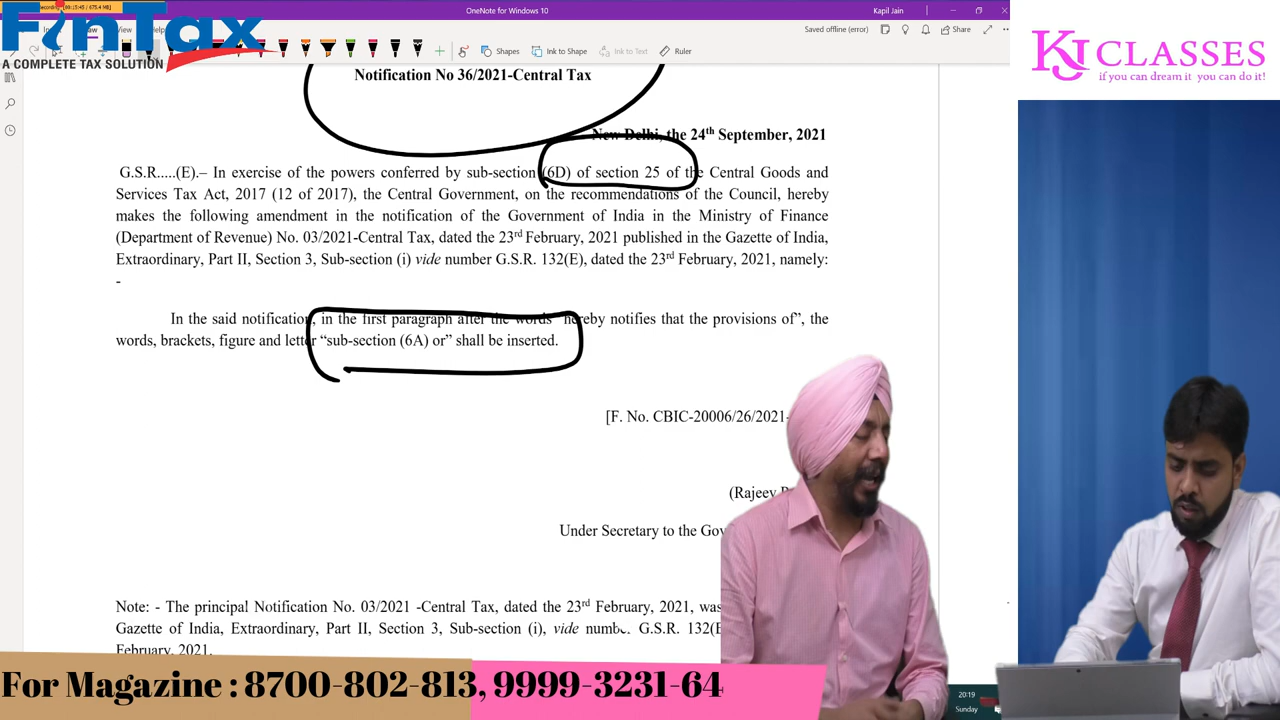 OneNote for Windows 10
Kapil Jain
FinTax
A COMPLETE TAX SOLUTION
View
Help
Shapes
Ink to Shape
Ink to Text
Ruler
Saved offline (error)
Share
KJ CLASSES
if you can dream it you can do it!
Notification No 36/2021-Central Tax
New Delhi, the 24th September, 2021
G.S.R.....(E).– In exercise of the powers conferred by sub-section (6D) of section 25 of the Central Goods and
Services Tax Act, 2017 (12 of 2017), the Central Government, on the recommendations of the Council, hereby
makes the following amendment in the notification of the Government of India in the Ministry of Finance
(Department of Revenue) No. 03/2021-Central Tax, dated the 23rd February, 2021 published in the Gazette of India,
Extraordinary, Part II, Section 3, Sub-section (i) vide number G.S.R. 132(E), dated the 23rd February, 2021, namely:
-
In the said notification, in the first paragraph after the words “hereby notifies that the provisions of”, the
words, brackets, figure and letter “sub-section (6A) or” shall be inserted.
[F. No. CBIC-20006/26/2021-
(Rajeev
Under Secretary to the
Note: - The principal Notification No. 03/2021 -Central Tax, dated the 23rd February, 2021, was
Gazette of India, Extraordinary, Part II, Section 3, Sub-section (i), vide number G.S.R. 132(E
February, 2021.
For Magazine : 8700-802-813, 9999-3231-64
20:19
Sunday